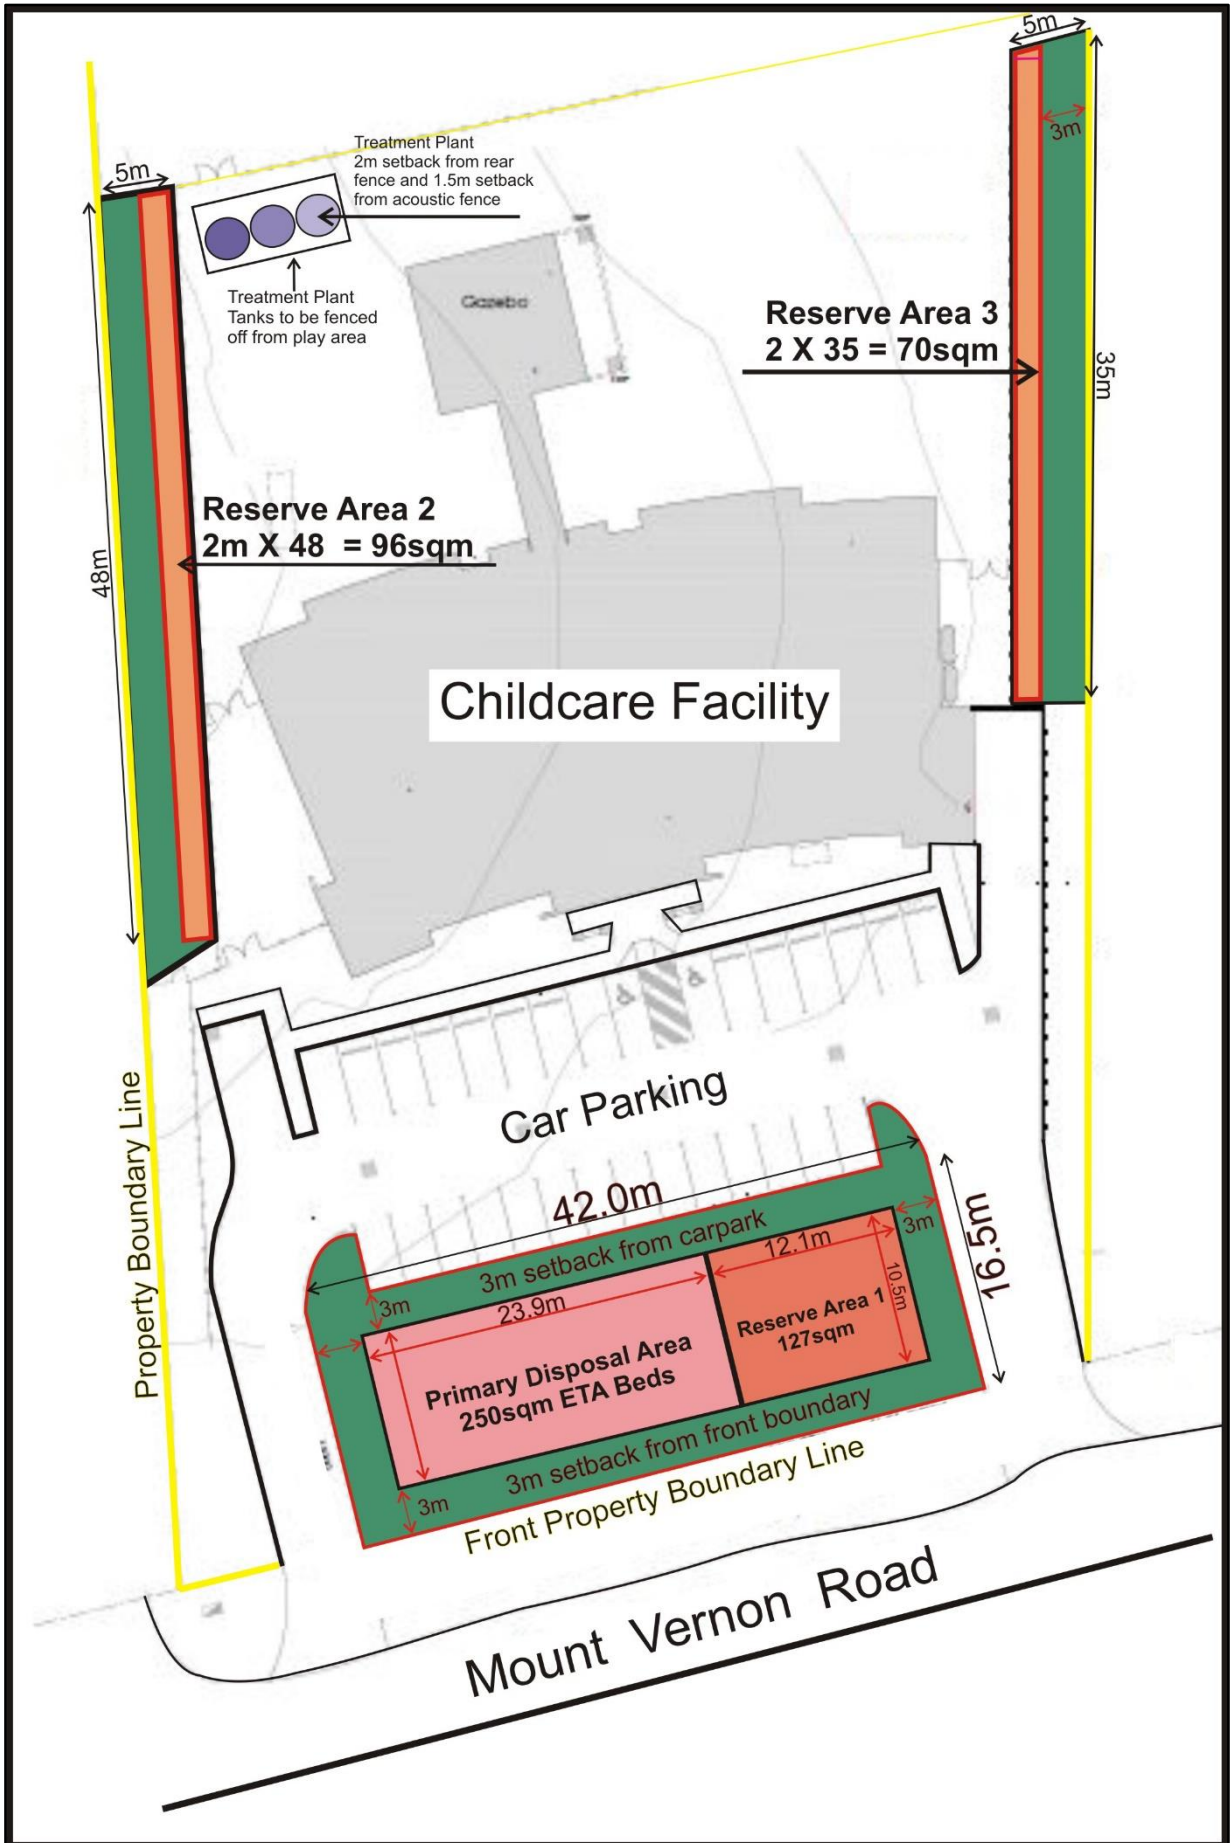 5m
3m
Treatment Plant
2m setback from rear
fence and 1.5m setback
from acoustic fence
5m
Treatment Plant
Tanks to be fenced
off from play area
Gazebo
Reserve Area 3
2 X 35 = 70sqm
35m
Reserve Area 2
2m X 48 = 96sqm
48m
Childcare Facility
Property Boundary Line
Car Parking
42.0m
16.5m
3m setback from carpark
3m
12.1m
3m
23.9m
10.5m
Reserve Area 1
127sqm
Primary Disposal Area
250sqm ETA Beds
3m setback from front boundary
3m
Front Property Boundary Line
Mount Vernon Road